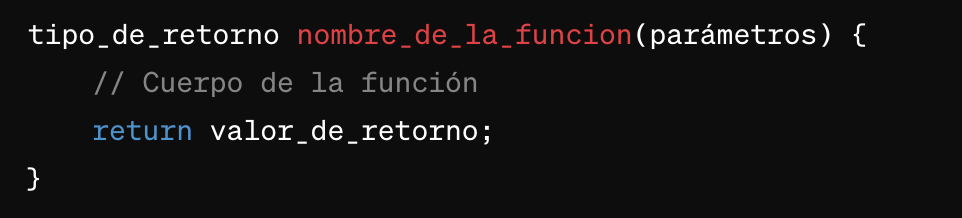 tipo_de_retorno nombre_de_la_funcion(parámetros) {
// Cuerpo de la función
return valor_de_retorno;
}